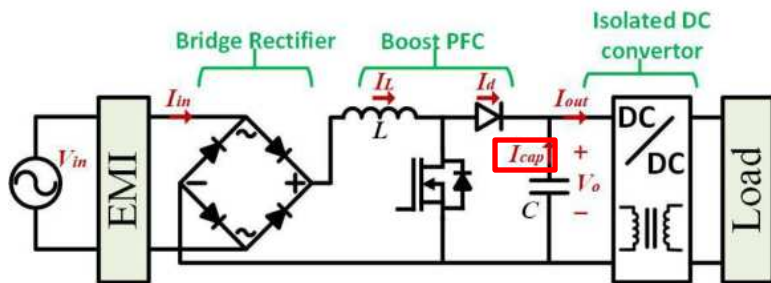 Bridge Rectifier
Boost PFC
Isolated DC
convertor
Iin
IL
Id
Iout
Vin
EMI
~
L
Icap
+
DC
DC
Load
−
+
Vo
C
−
~